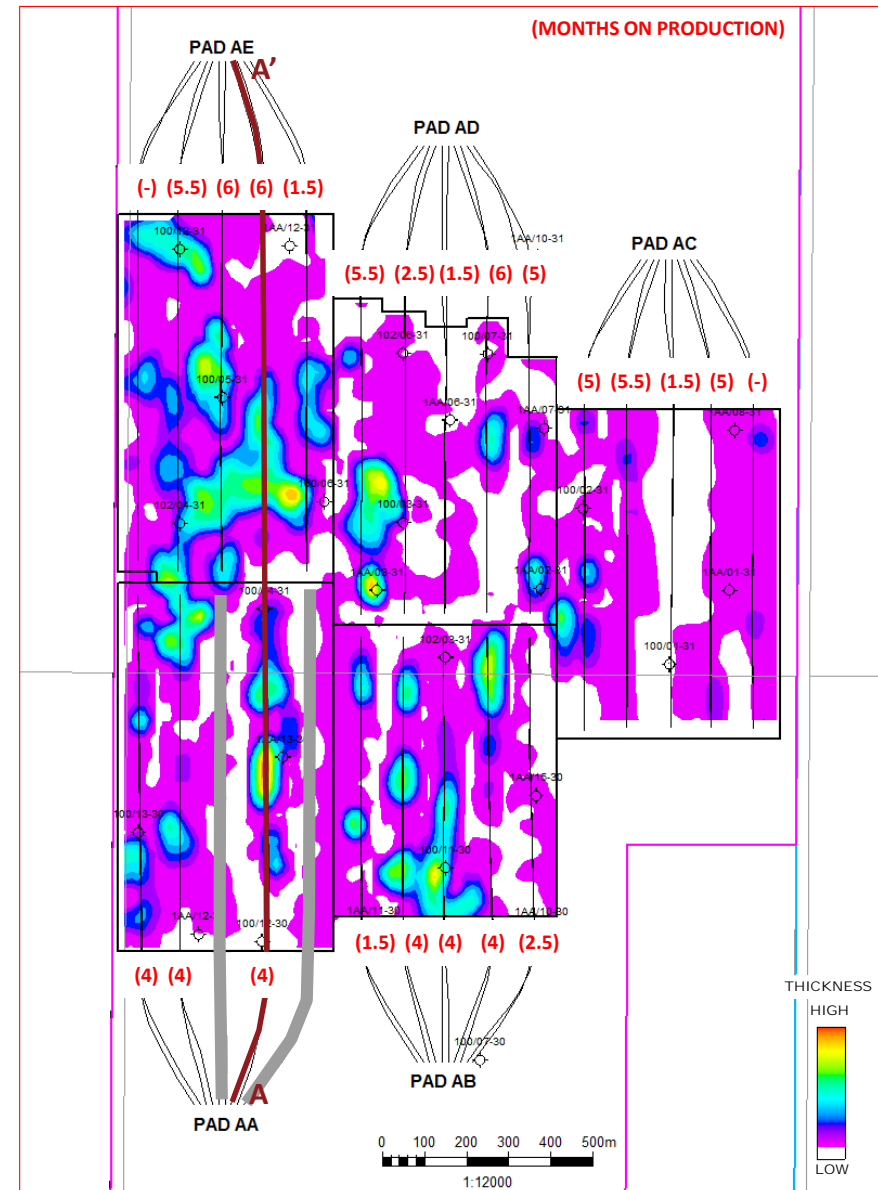 (MONTHS ON PRODUCTION)
PAD AE
A’
PAD AD
PAD AC
(-) (5.5) (6) (6) (1.5)
100/12-31
1AA/12-31
1AA/10-31
(5.5) (2.5) (1.5) (6) (5)
102/06-31
100/07-31
(5) (5.5) (1.5) (5) (-)
100/05-31
1AA/06-31
1AA/07-31
1AA/08-31
100/06-31
100/02-31
102/04-31
100/03-31
1AA/03-31
1AA/02-31
1AA/01-31
102/03-31
100/01-31
1AA/15-30
100/13-30
100/11-30
1AA/12-
100/12-30
1AA/11-30
1AA/10-30
(4) (4) (4)
(1.5) (4) (4) (4) (2.5)
100/07-30
PAD AB
A
PAD AA
THICKNESS
HIGH
LOW
0 100 200 300 400 500m
1:12000